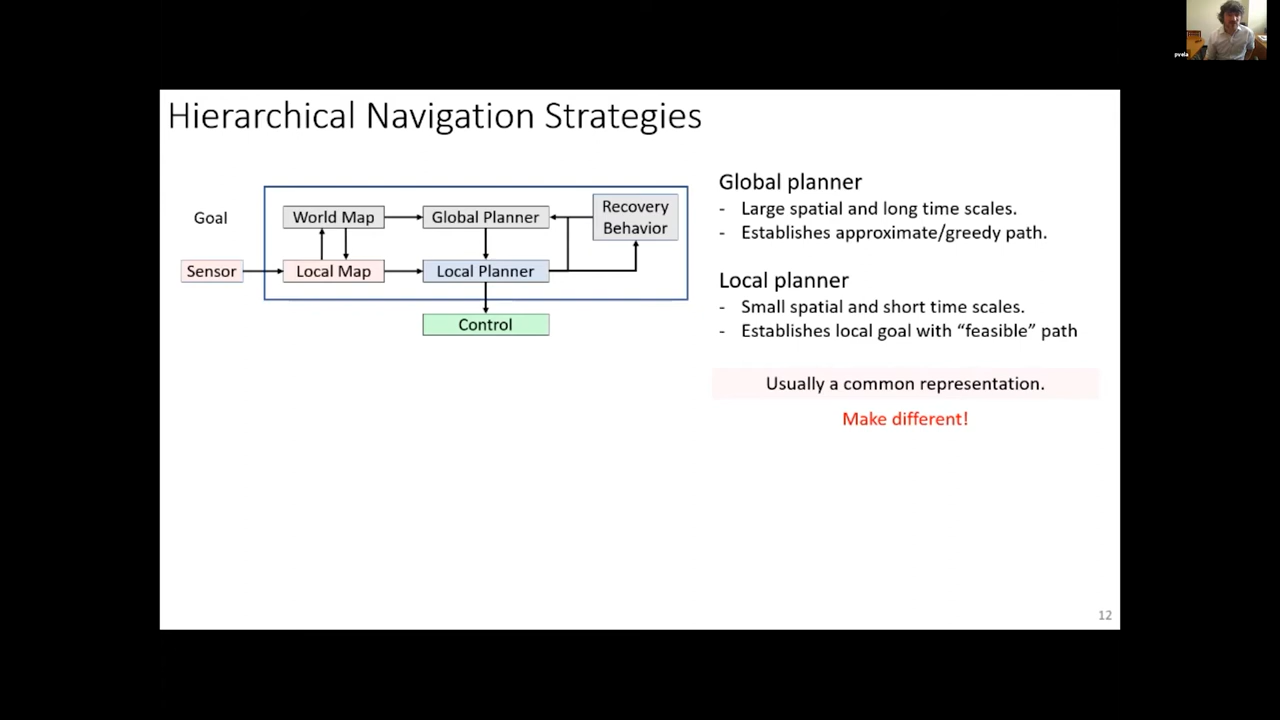 pvela
Hierarchical Navigation Strategies
Goal
World Map
Global Planner
Recovery
Behavior
Sensor
Local Map
Local Planner
Control
Global planner
- Large spatial and long time scales.
- Establishes approximate/greedy path.
Local planner
- Small spatial and short time scales.
- Establishes local goal with “feasible” path
Usually a common representation.
Make different!
12